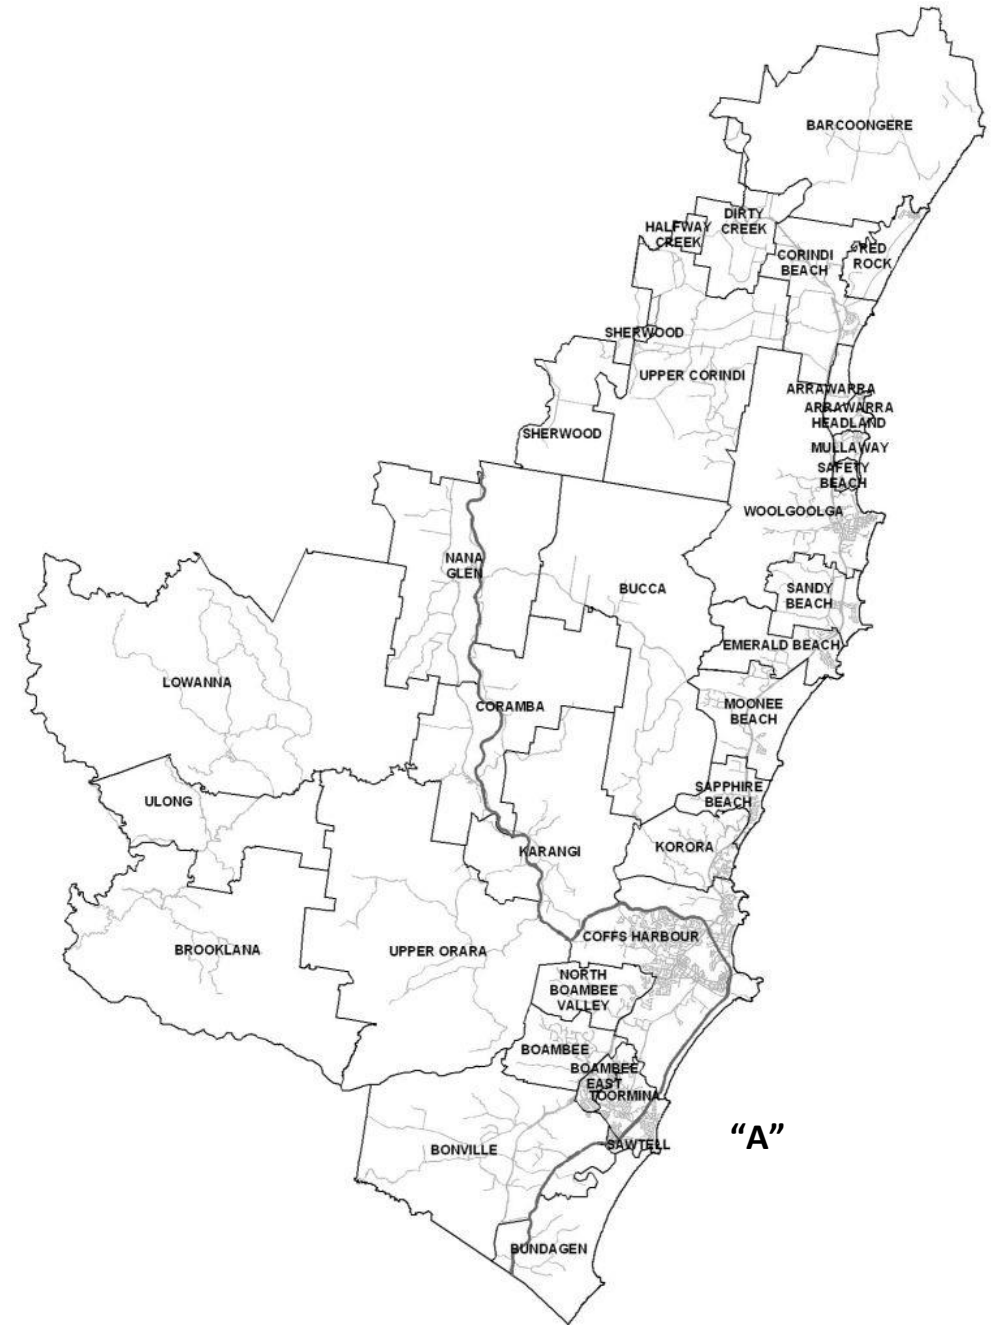 BARCOONGERE
DIRTY
CREEK
HALFWAY
CREEK
CORINDI
BEACH
RED
ROCK
SHERWOOD
UPPER CORINDI
ARRAWARRA
ARRAWARRA
HEADLAND
SHERWOOD
MULLAWAY
SAFETY
BEACH
WOOLGOOLGA
NANA
GLEN
BUCCA
SANDY
BEACH
EMERALD BEACH
LOWANNA
CORAMBA
MOONEE
BEACH
SAPPHIRE
BEACH
ULONG
KARANGI
KORORA
COFFS HARBOUR
BROOKLANA
UPPER ORARA
NORTH
BOAMBEE
VALLEY
BOAMBEE
BOAMBEE
EAST
TOORMINA
"A"
SAWTELL
BONVILLE
BUNDAGEN